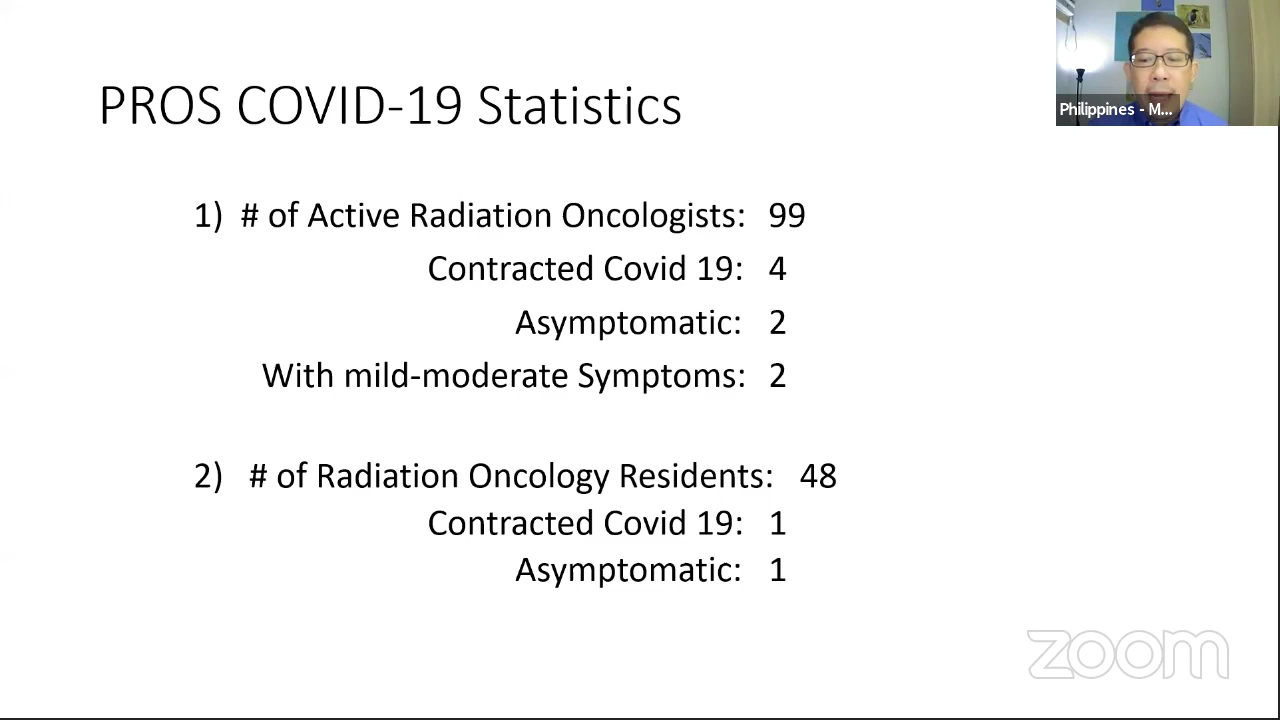 PROS COVID-19 Statistics
Philippines - M...
1) # of Active Radiation Oncologists: 99
Contracted Covid 19: 4
Asymptomatic: 2
With mild-moderate Symptoms: 2
2) # of Radiation Oncology Residents: 48
Contracted Covid 19: 1
Asymptomatic: 1
zoom